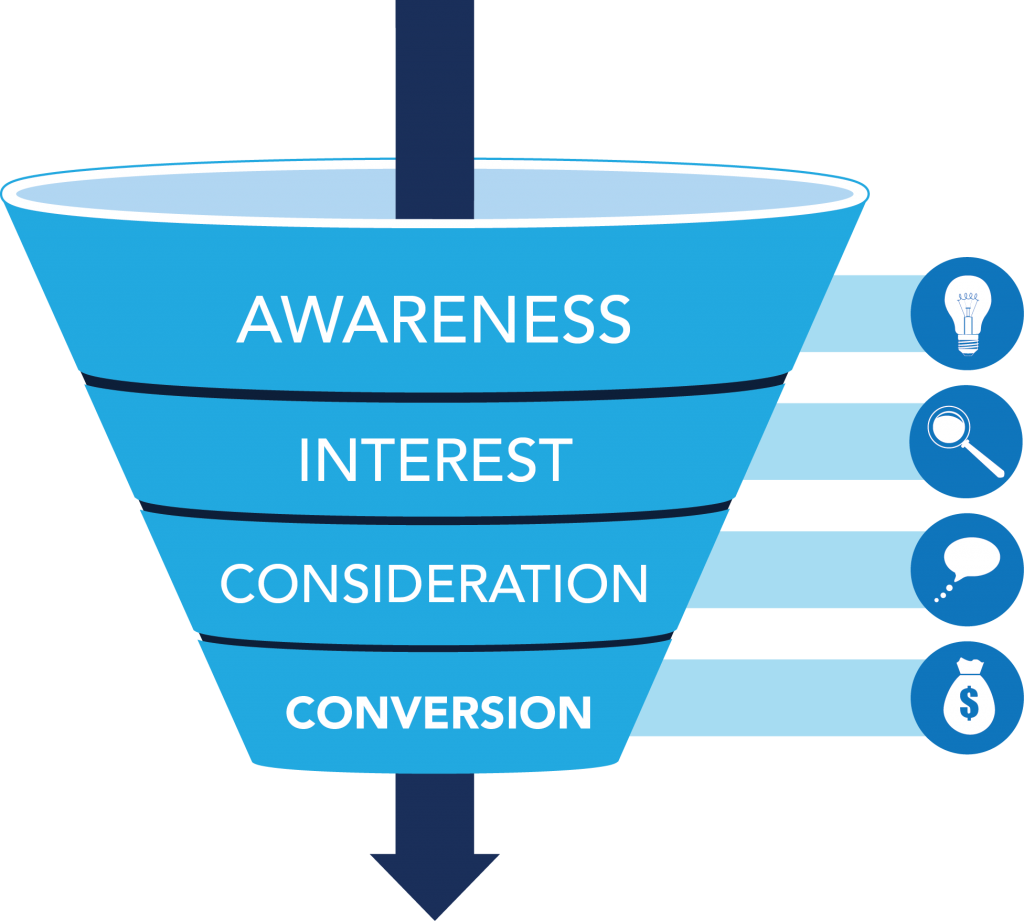 AWARENESS
INTEREST
CONSIDERATION
CONVERSION
$